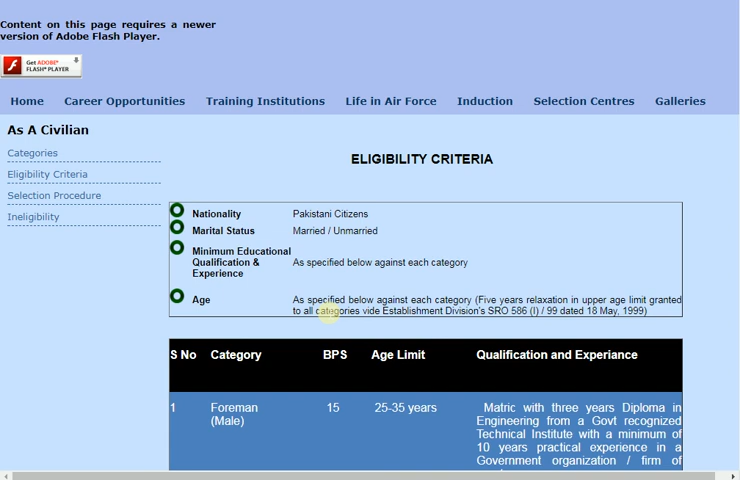 Content on this page requires a newer
version of Adobe Flash Player.
Get ADOBE®
FLASH® PLAYER
Home Career Opportunities Training Institutions Life in Air Force Induction Selection Centres Galleries
As A Civilian
Categories
Eligibility Criteria
Selection Procedure
Ineligibility
ELIGIBILITY CRITERIA
Nationality Pakistani Citizens
Marital Status Married / Unmarried
Minimum Educational
Qualification & As specified below against each category
Experience
Age As specified below against each category (Five years relaxation in upper age limit granted
to all categories vide Establishment Division's SRO 586 (I) / 99 dated 18 May, 1999)
S No Category BPS Age Limit Qualification and Experiance
1 Foreman 15 25-35 years Matric with three years Diploma in
(Male) Engineering from a Govt recognized
Technical Institute with a minimum of
10 years practical experience in a
Government organization / firm of